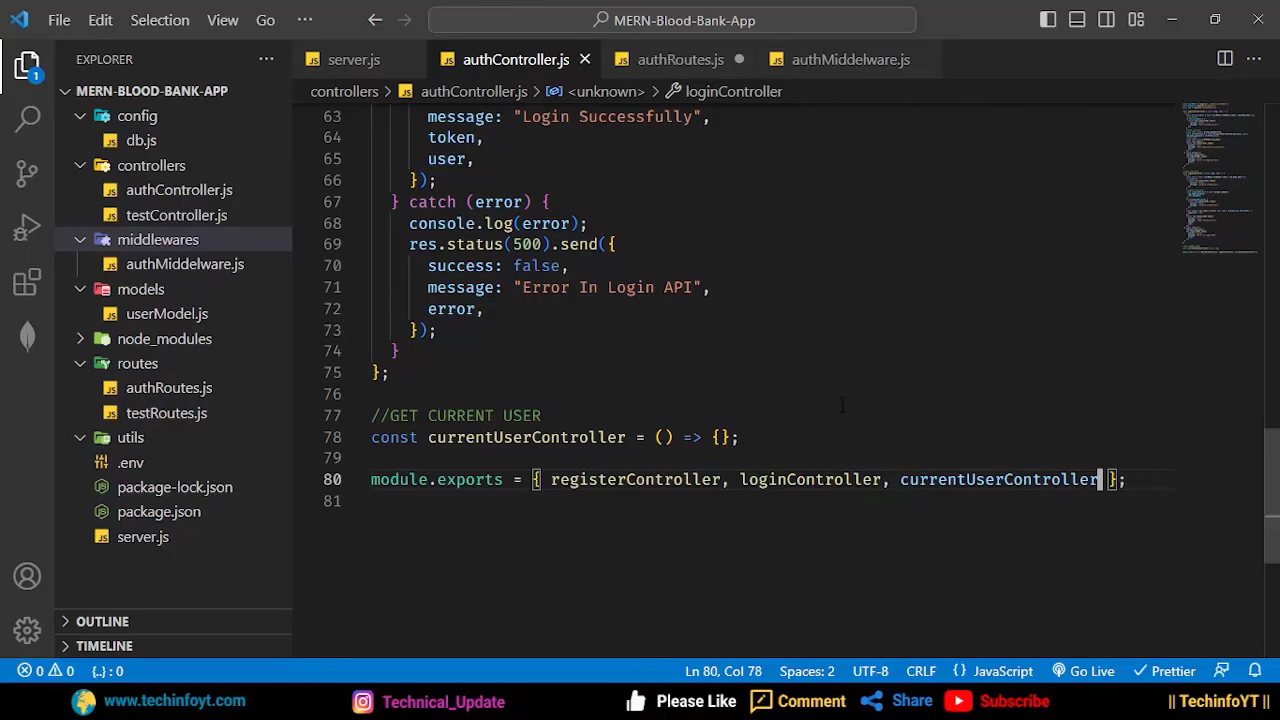 File Edit Selection View Go ··· MERN-Blood-Bank-App
EXPLORER ···
server.js authController.js authRoutes.js authMiddelware.js
controllers > authController.js > <unknown> > loginController
1
MERN-BLOOD-BANK-APP
config
db.js
controllers
authController.js
testController.js
middlewares
authMiddelware.js
models
userModel.js
node_modules
routes
authRoutes.js
testRoutes.js
utils
.env
package-lock.json
package.json
server.js
OUTLINE
TIMELINE
63 message: "Login Successfully",
64 token,
65 user,
66 });
67 } catch (error) {
68 console.log(error);
69 res.status(500).send({
70 success: false,
71 message: "Error In Login API",
72 error,
73 });
74 }
75 };
76
77 //GET CURRENT USER
78 const currentUserController = () => {};
79
80 module.exports = { registerController, loginController, currentUserController };
81
0 0 {..} : 0 Ln 80, Col 78 Spaces: 2 UTF-8 CRLF {} JavaScript Go Live Prettier
www.techinfoyt.com Technical_Update Please Like Comment Share Subscribe || TechinfoYT ||